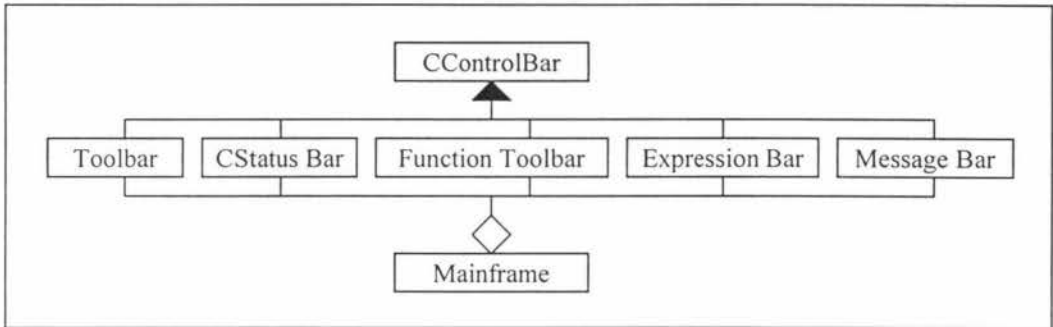 CControlBar
Toolbar
CStatus Bar
Function Toolbar
Expression Bar
Message Bar
Mainframe